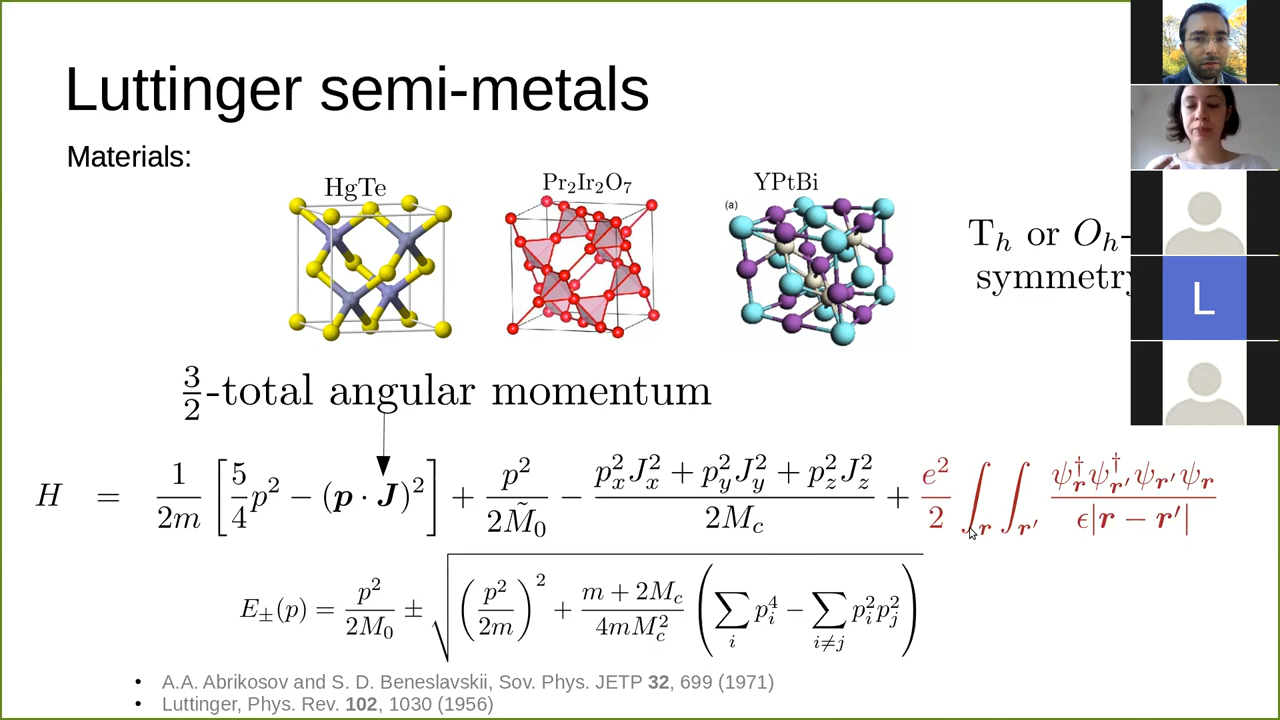 Luttinger semi-metals
Materials:
HgTe
Pr₂Ir₂O₇
YPtBi
(a)
T_h or O_h-
symmetry
3/2-total angular momentum
H = 1/2m [5/4 p² − (p · J)²] + p²/2M̃₀ − (p_x²J_x² + p_y²J_y² + p_z²J_z²)/2M_c + e²/2 ∫_r ∫_r′ ψ†_r ψ†_r′ ψ_r′ ψ_r / ϵ|r − r′|
E_±(p) = p²/2M₀ ± √((p²/2m)² + (m + 2M_c)/(4mM_c²) (∑_i p_i⁴ − ∑_{i≠j} p_i² p_j²))
• A.A. Abrikosov and S. D. Beneslavskii, Sov. Phys. JETP 32, 699 (1971)
• Luttinger, Phys. Rev. 102, 1030 (1956)
L